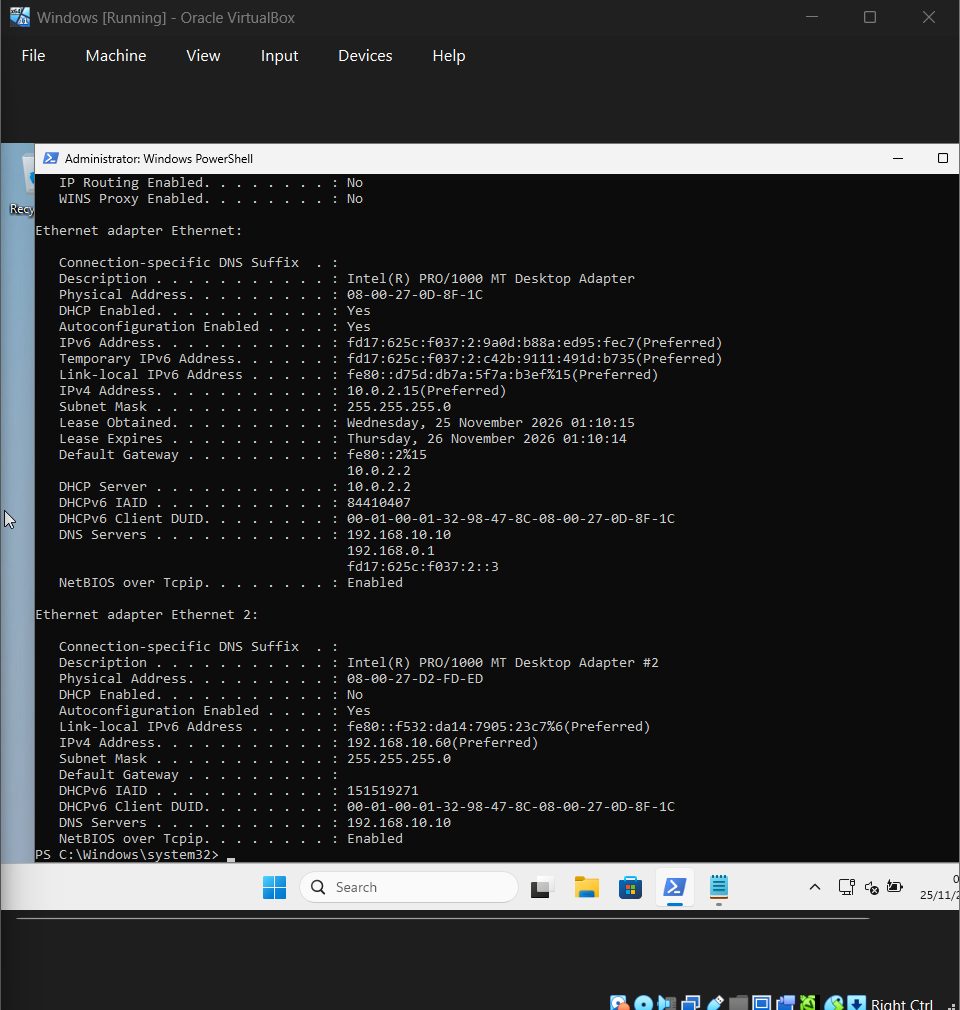 Windows [Running] - Oracle VirtualBox
File Machine View Input Devices Help
Administrator: Windows PowerShell
IP Routing Enabled. . . . . . . . : No
WINS Proxy Enabled. . . . . . . . : No
Ethernet adapter Ethernet:
Connection-specific DNS Suffix  . :
Description . . . . . . . . . . . : Intel(R) PRO/1000 MT Desktop Adapter
Physical Address. . . . . . . . . : 08-00-27-0D-8F-1C
DHCP Enabled. . . . . . . . . . . : Yes
Autoconfiguration Enabled . . . . : Yes
IPv6 Address. . . . . . . . . . . : fd17:625c:f037:2:9a0d:b88a:ed95:fec7(Preferred)
Temporary IPv6 Address. . . . . . : fd17:625c:f037:2:c42b:9111:491d:b735(Preferred)
Link-local IPv6 Address . . . . . : fe80::d75d:db7a:5f7a:b3ef%15(Preferred)
IPv4 Address. . . . . . . . . . . : 10.0.2.15(Preferred)
Subnet Mask . . . . . . . . . . . : 255.255.255.0
Lease Obtained. . . . . . . . . . : Wednesday, 25 November 2026 01:10:15
Lease Expires . . . . . . . . . . : Thursday, 26 November 2026 01:10:14
Default Gateway . . . . . . . . . : fe80::2%15
10.0.2.2
DHCP Server . . . . . . . . . . . : 10.0.2.2
DHCPv6 IAID . . . . . . . . . . . : 84410407
DHCPv6 Client DUID. . . . . . . . : 00-01-00-01-32-98-47-8C-08-00-27-0D-8F-1C
DNS Servers . . . . . . . . . . . : 192.168.10.10
192.168.0.1
fd17:625c:f037:2::3
NetBIOS over Tcpip. . . . . . . . : Enabled
Ethernet adapter Ethernet 2:
Connection-specific DNS Suffix  . :
Description . . . . . . . . . . . : Intel(R) PRO/1000 MT Desktop Adapter #2
Physical Address. . . . . . . . . : 08-00-27-D2-FD-ED
DHCP Enabled. . . . . . . . . . . : No
Autoconfiguration Enabled . . . . : Yes
Link-local IPv6 Address . . . . . : fe80::f532:da14:7905:23c7%6(Preferred)
IPv4 Address. . . . . . . . . . . : 192.168.10.60(Preferred)
Subnet Mask . . . . . . . . . . . : 255.255.255.0
Default Gateway . . . . . . . . . :
DHCPv6 IAID . . . . . . . . . . . : 151519271
DHCPv6 Client DUID. . . . . . . . : 00-01-00-01-32-98-47-8C-08-00-27-0D-8F-1C
DNS Servers . . . . . . . . . . . : 192.168.10.10
NetBIOS over Tcpip. . . . . . . . : Enabled
PS C:\Windows\system32>
Recy
Search
0
25/11/2
Right Ctrl